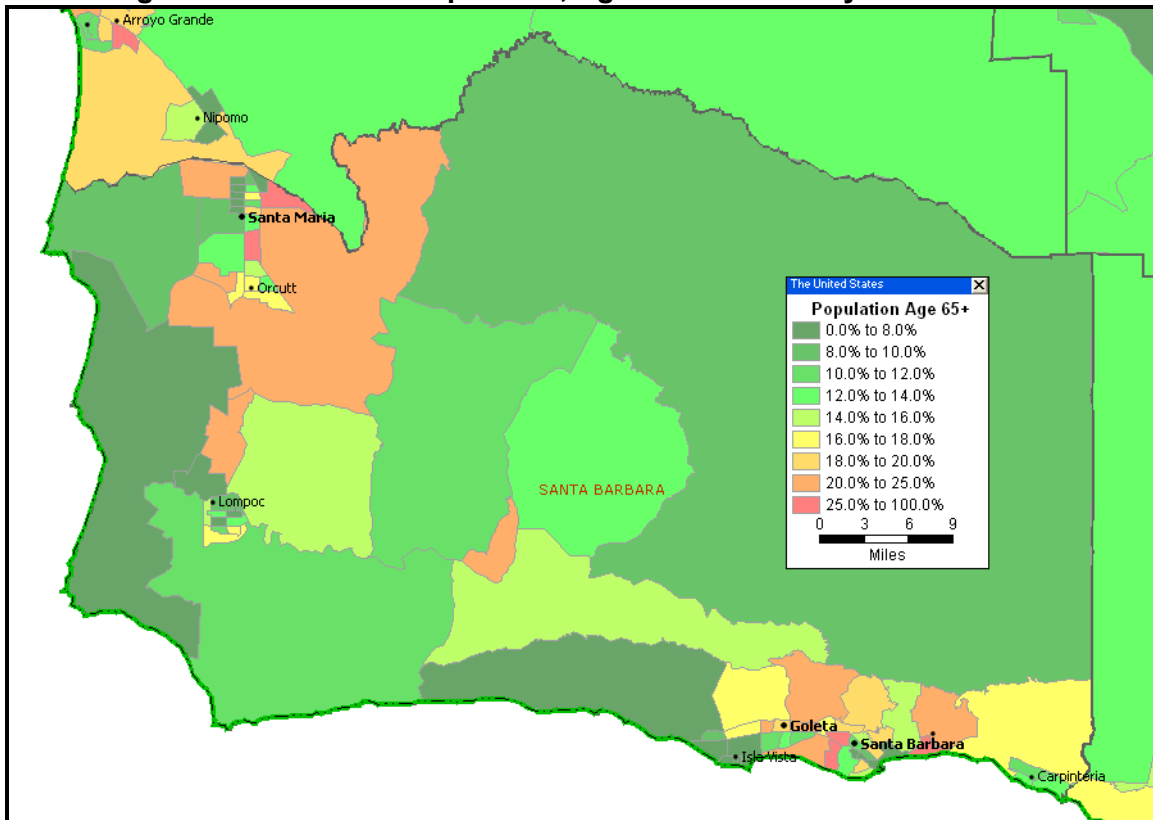 Arroyo Grande
Nipomo
Santa Maria
Orcutt
The United States
Population Age 65+
0.0% to 8.0%
8.0% to 10.0%
10.0% to 12.0%
12.0% to 14.0%
14.0% to 16.0%
16.0% to 18.0%
18.0% to 20.0%
20.0% to 25.0%
25.0% to 100.0%
0 3 6 9
Miles
SANTA BARBARA
Lompoc
Goleta
Santa Barbara
Isla Vista
Carpinteria